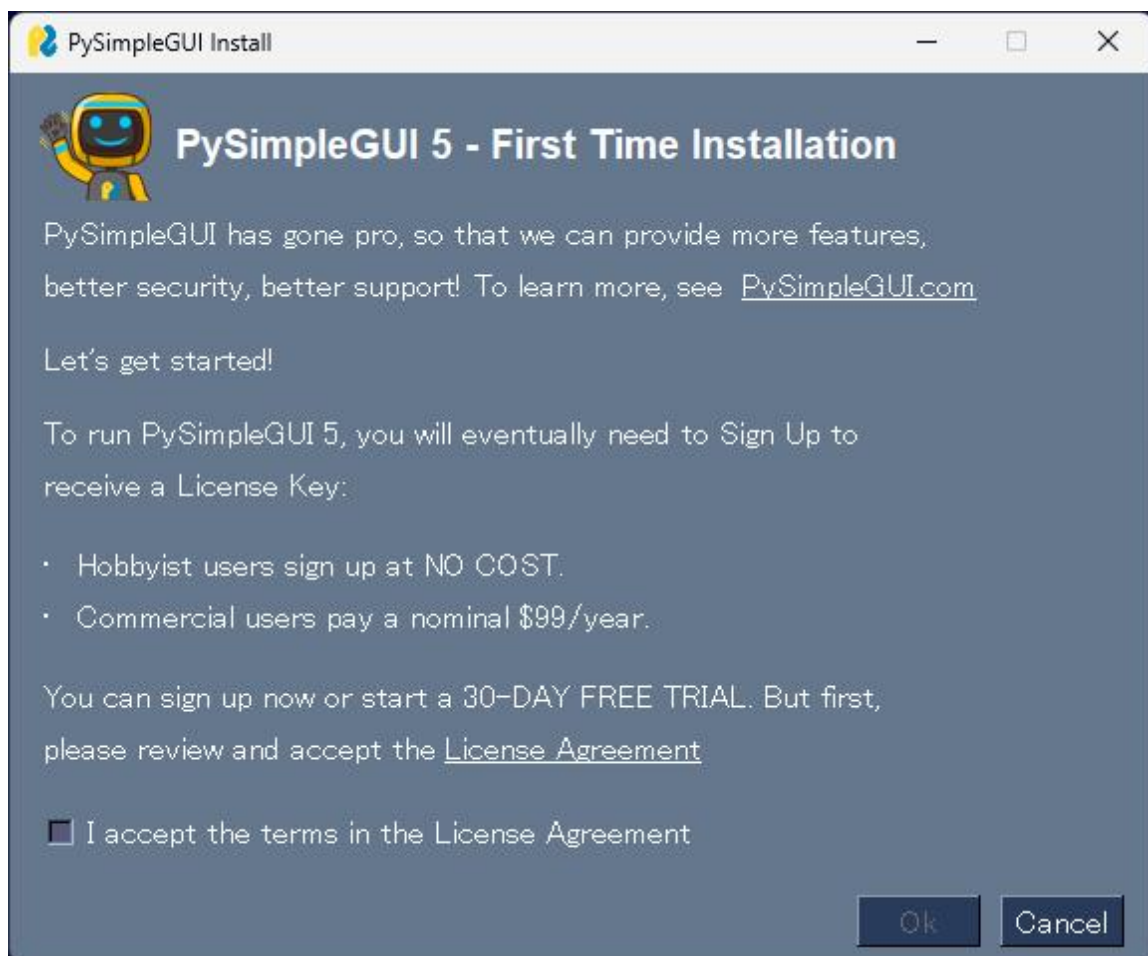 PySimpleGUI Install
PySimpleGUI 5 - First Time Installation
PySimpleGUI has gone pro, so that we can provide more features,
better security, better support! To learn more, see PySimpleGUI.com
Let's get started!
To run PySimpleGUI 5, you will eventually need to Sign Up to
receive a License Key:
・ Hobbyist users sign up at NO COST.
・ Commercial users pay a nominal $99/year.
You can sign up now or start a 30-DAY FREE TRIAL. But first,
please review and accept the License Agreement
I accept the terms in the License Agreement
Ok Cancel